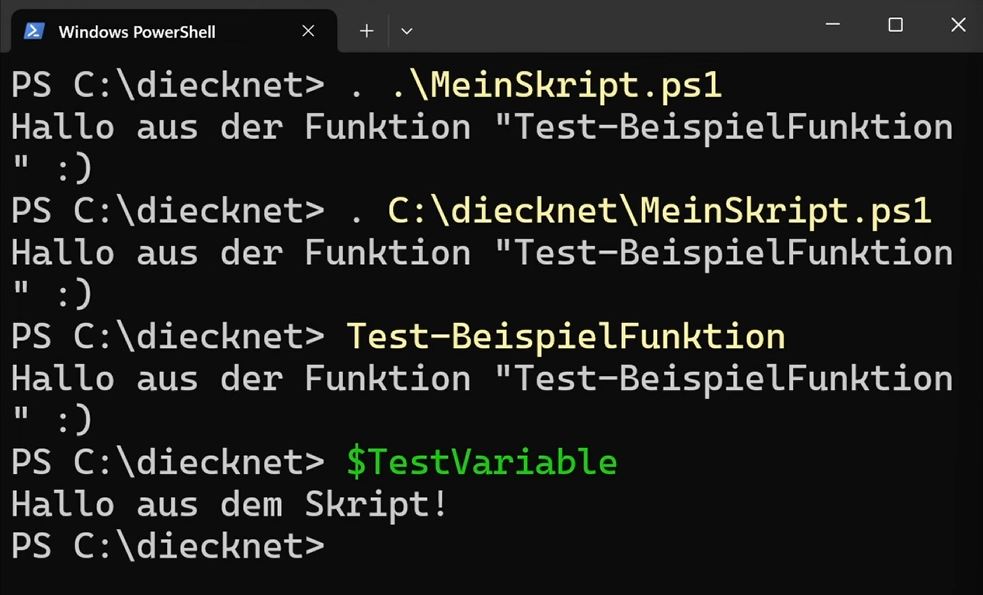 Windows PowerShell
PS C:\diecknet> . .\MeinSkript.ps1
Hallo aus der Funktion "Test-BeispielFunktion
" :)
PS C:\diecknet> . C:\diecknet\MeinSkript.ps1
Hallo aus der Funktion "Test-BeispielFunktion
" :)
PS C:\diecknet> Test-BeispielFunktion
Hallo aus der Funktion "Test-BeispielFunktion
" :)
PS C:\diecknet> $TestVariable
Hallo aus dem Skript!
PS C:\diecknet>